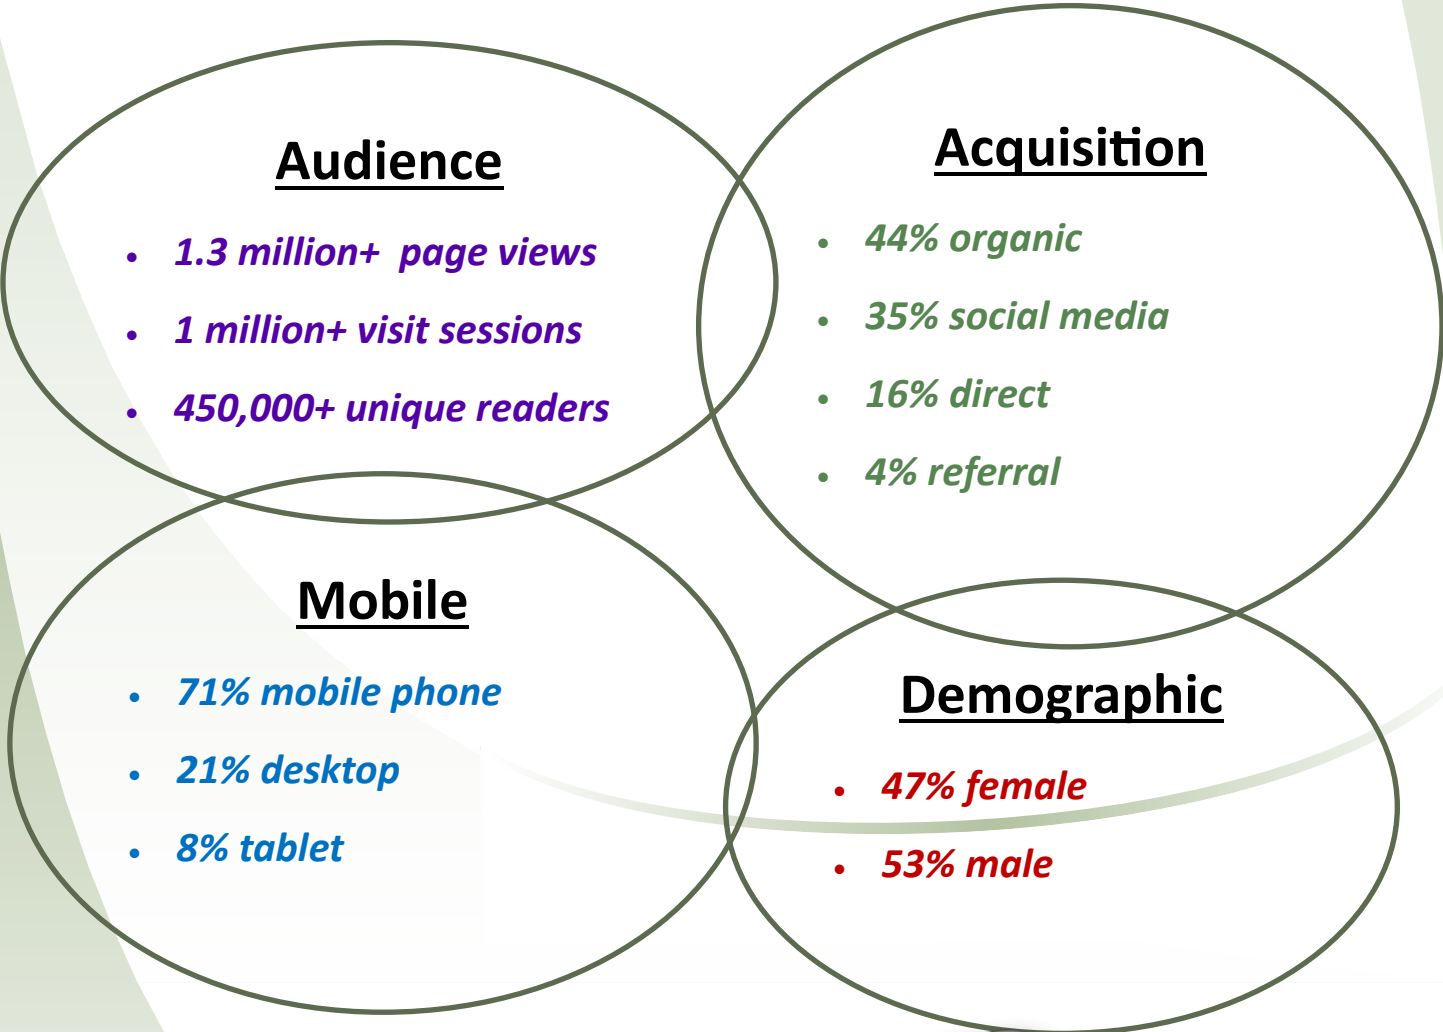 Audience
• 1.3 million+ page views
• 1 million+ visit sessions
• 450,000+ unique readers
Acquisition
• 44% organic
• 35% social media
• 16% direct
• 4% referral
Mobile
• 71% mobile phone
• 21% desktop
• 8% tablet
Demographic
• 47% female
• 53% male